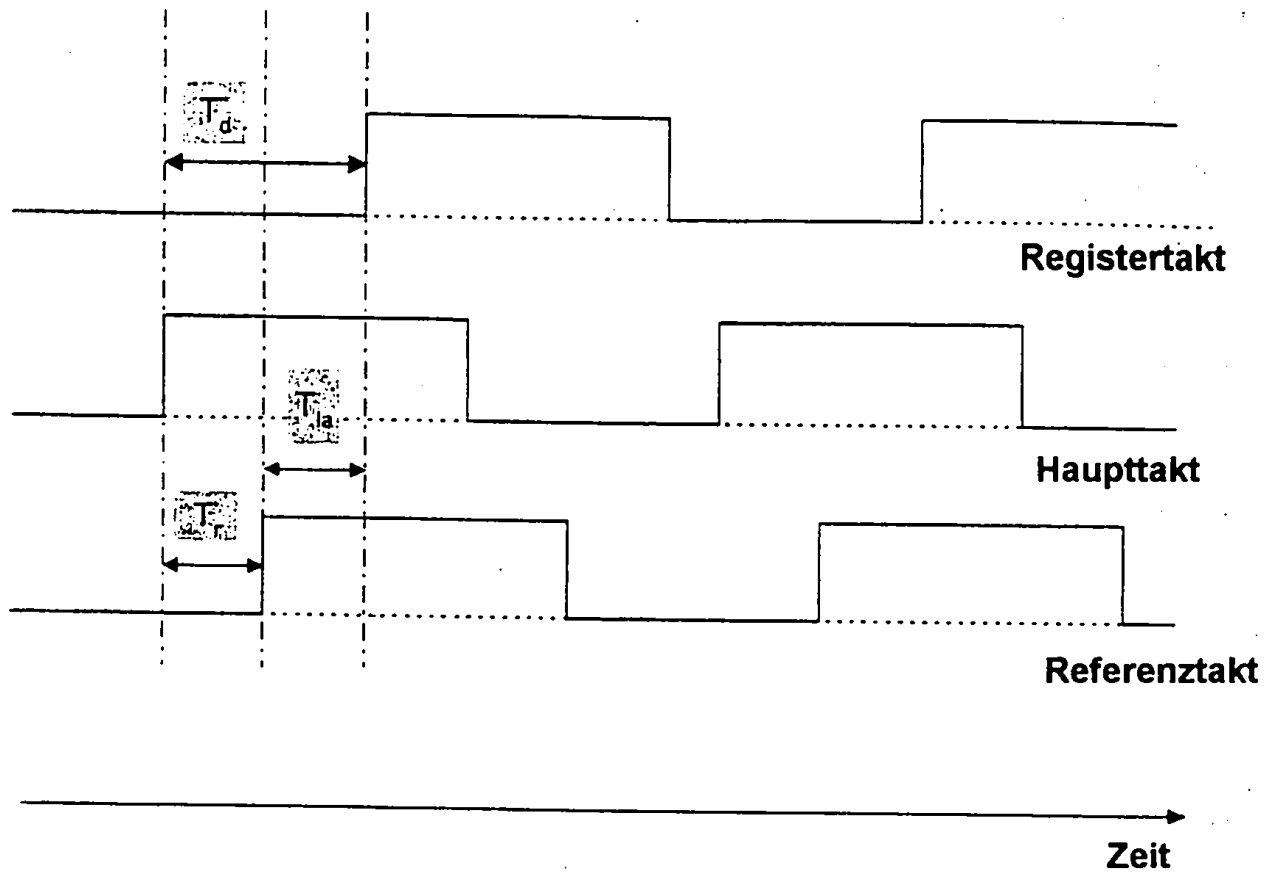 Td
Registertakt
Tla
Haupttakt
Tr
Referenztakt
Zeit